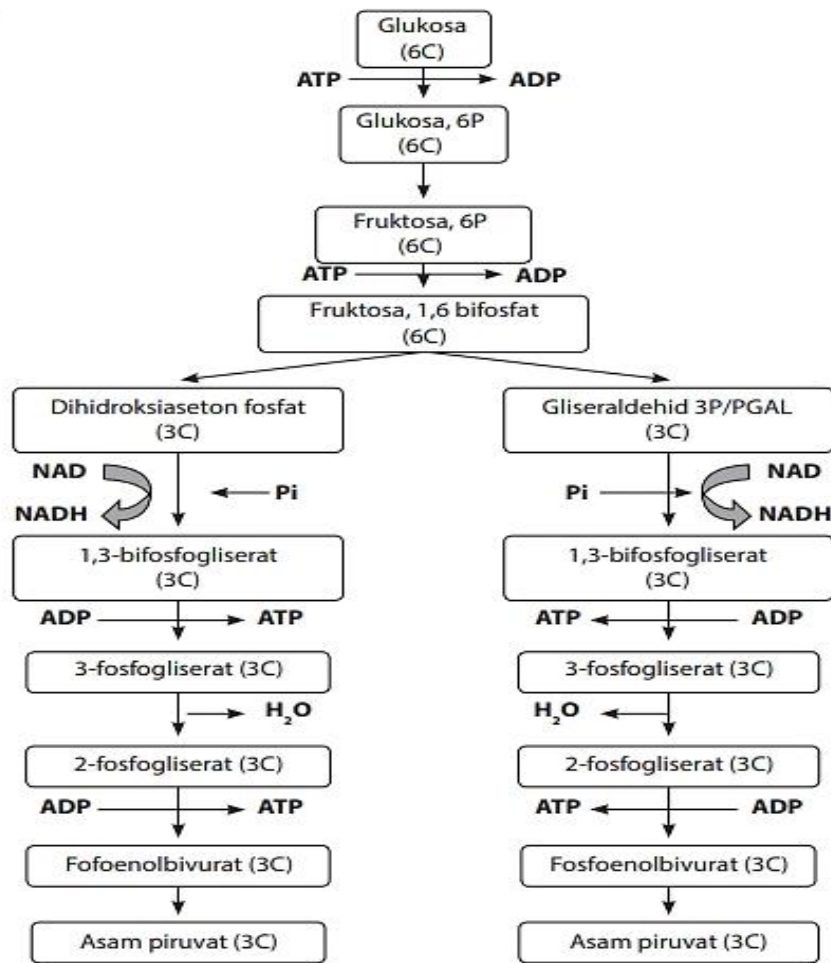 Glukosa
(6C)
ATP ADP
Glukosa, 6P
(6C)
Fruktosa, 6P
(6C)
ATP ADP
Fruktosa, 1,6 bifosfat
(6C)
Dihidroksiaseton fosfat
(3C)
NAD
Pi
NADH
1,3-bifosfogliserat
(3C)
ADP ATP
3-fosfogliserat (3C)
H₂O
2-fosfogliserat (3C)
ADP ATP
Fofoenolbivurat (3C)
Asam piruvat (3C)
Gliseraldehid 3P/PGAL
(3C)
NAD
Pi
NADH
1,3-bifosfogliserat
(3C)
ATP ADP
3-fosfogliserat (3C)
H₂O
2-fosfogliserat (3C)
ATP ADP
Fosfoenolbivurat (3C)
Asam piruvat (3C)